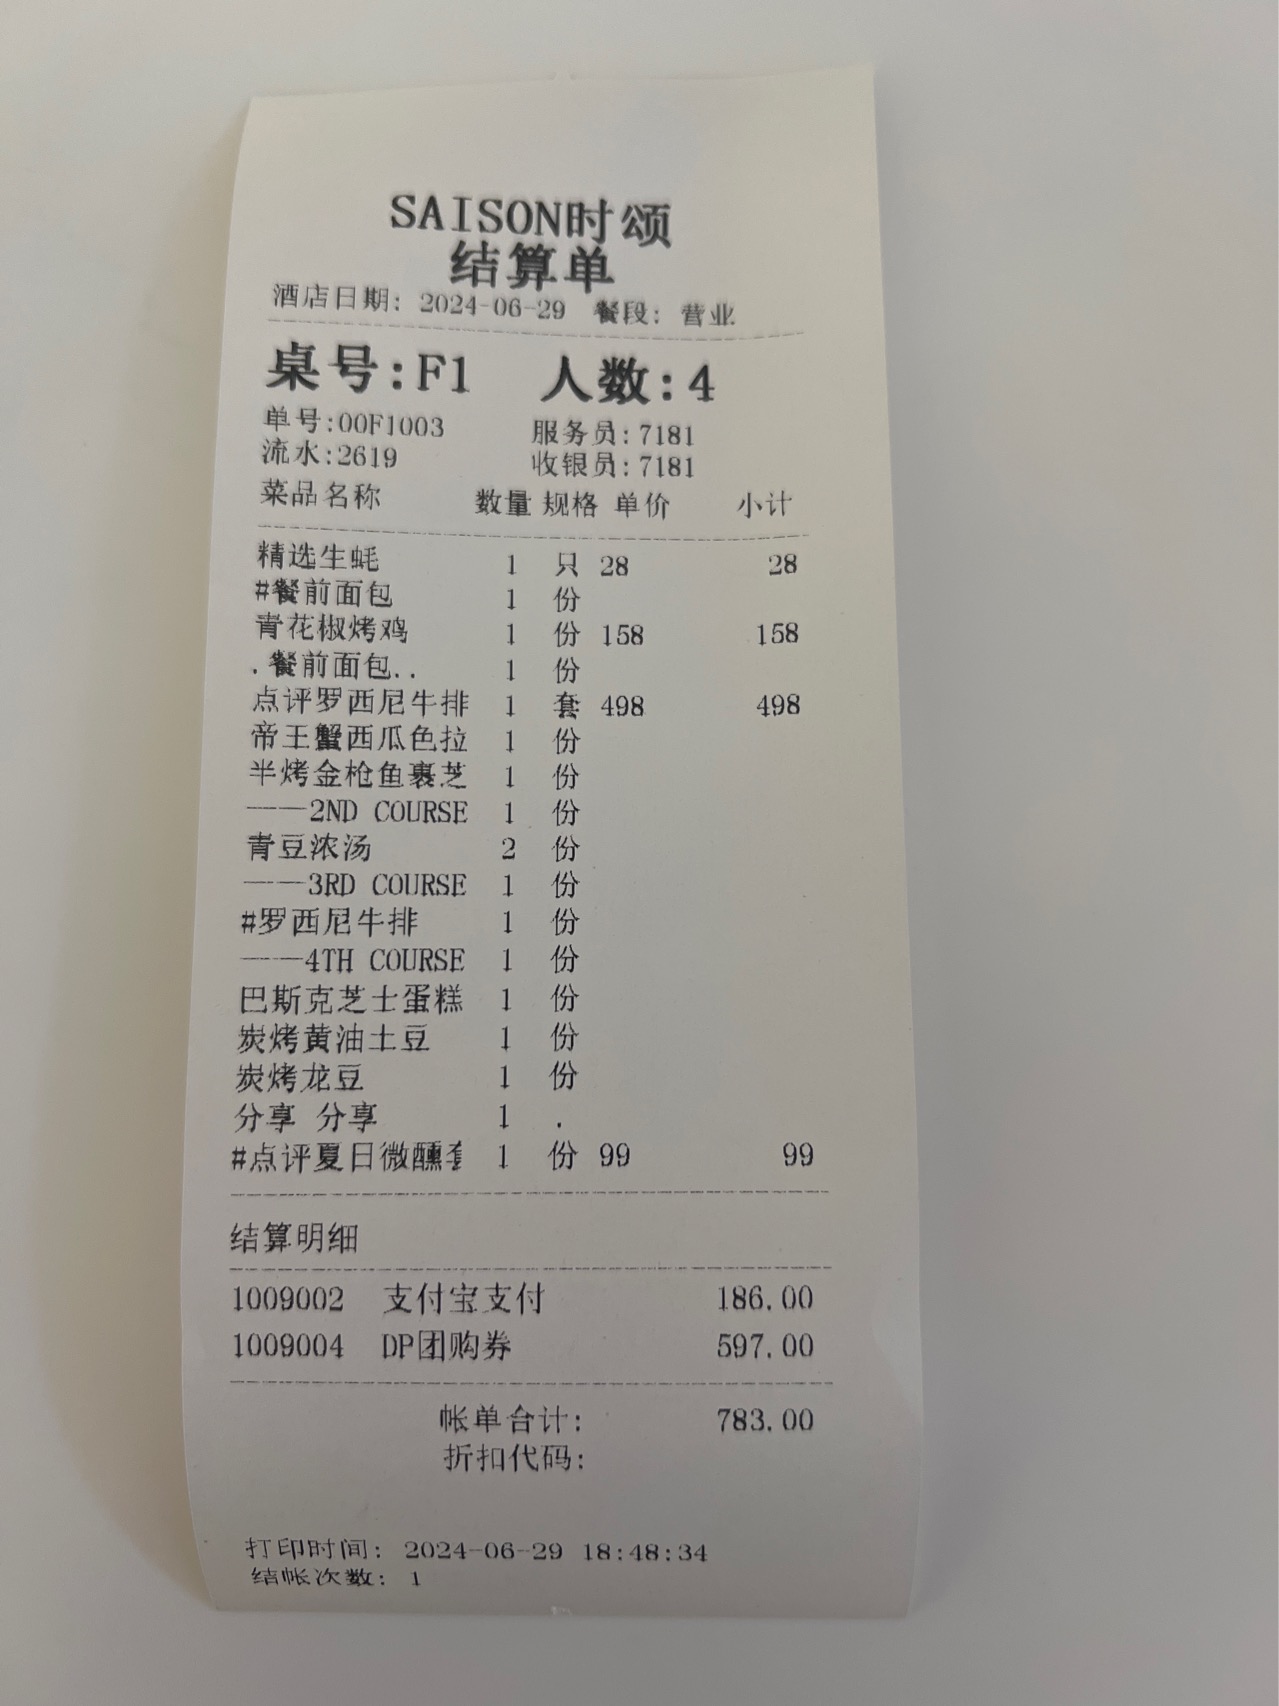 SAISON时颂
结算单
酒店日期: 2024-06-29 餐段: 营业
桌号:F1 人数:4
单号:00F1003 服务员:7181
流水:2619 收银员:7181
菜品名称 数量 规格 单价 小计
精选生蚝 1 只 28 28
#餐前面包 1 份
青花椒烤鸡 1 份 158 158
.餐前面包.. 1 份
点评罗西尼牛排 1 套 498 498
帝王蟹西瓜色拉 1 份
半烤金枪鱼裹芝 1 份
——2ND COURSE 1 份
青豆浓汤 2 份
——3RD COURSE 1 份
#罗西尼牛排 1 份
——4TH COURSE 1 份
巴斯克芝士蛋糕 1 份
炭烤黄油土豆 1 份
炭烤龙豆 1 份
分享 分享 1 .
#点评夏日微醺套 1 份 99 99
结算明细
1009002 支付宝支付 186.00
1009004 DP团购券 597.00
帐单合计: 783.00
折扣代码:
打印时间: 2024-06-29 18:48:34
结帐次数: 1